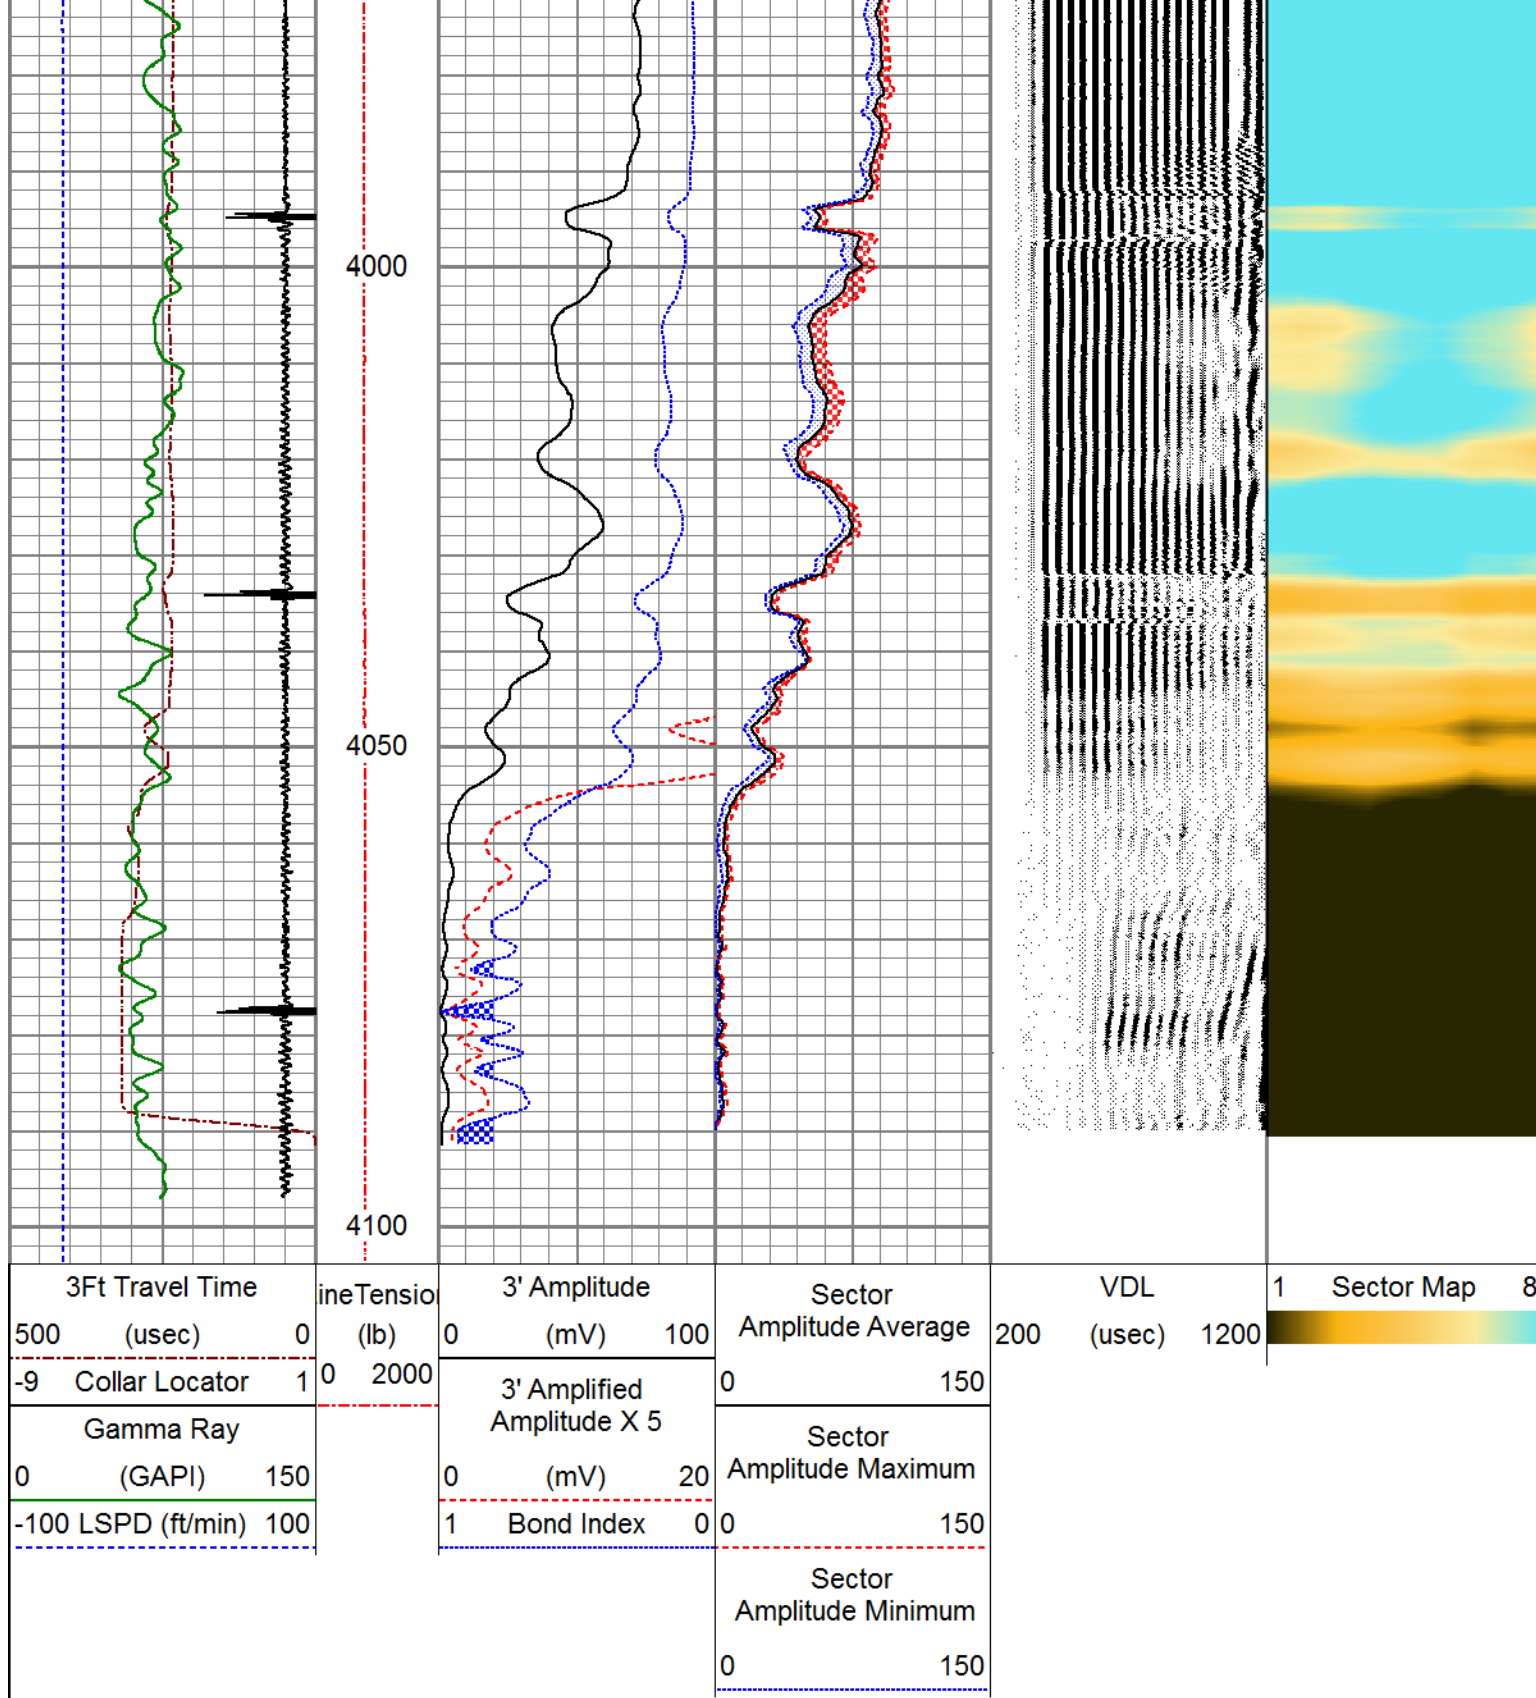 4000
4050
4100
3Ft Travel Time
500 (usec) 0
-9 Collar Locator 1
Gamma Ray
0 (GAPI) 150
-100 LSPD (ft/min) 100
ineTension
(lb)
0 2000
3' Amplitude
0 (mV) 100
3' Amplified
Amplitude X 5
0 (mV) 20
1 Bond Index 0
Sector
Amplitude Average
0 150
Sector
Amplitude Maximum
0 150
Sector
Amplitude Minimum
0 150
VDL
200 (usec) 1200
1 Sector Map 8